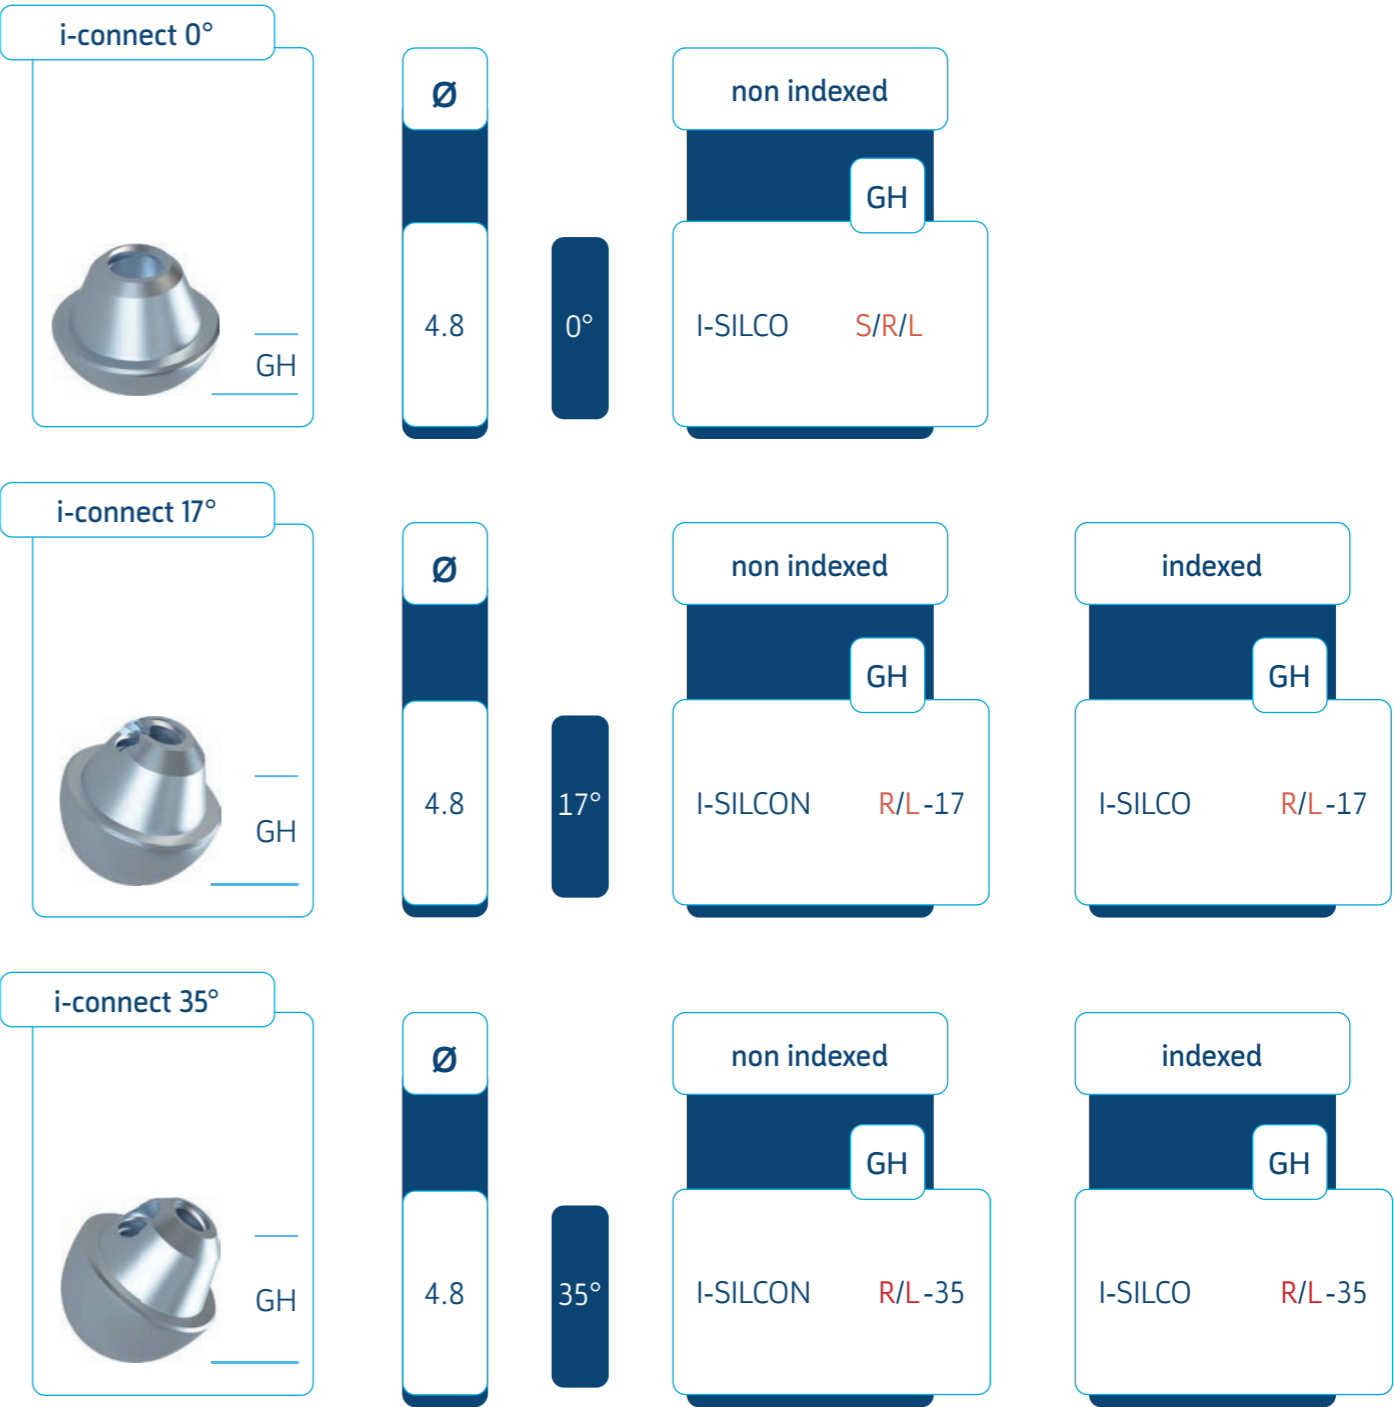 i-connect 0°
Ø
non indexed
GH
GH
4.8
0°
I-SILCO S/R/L
i-connect 17°
Ø
non indexed
indexed
GH
GH
GH
4.8
17°
I-SILCON R/L-17
I-SILCO R/L-17
i-connect 35°
Ø
non indexed
indexed
GH
GH
GH
4.8
35°
I-SILCON R/L-35
I-SILCO R/L-35